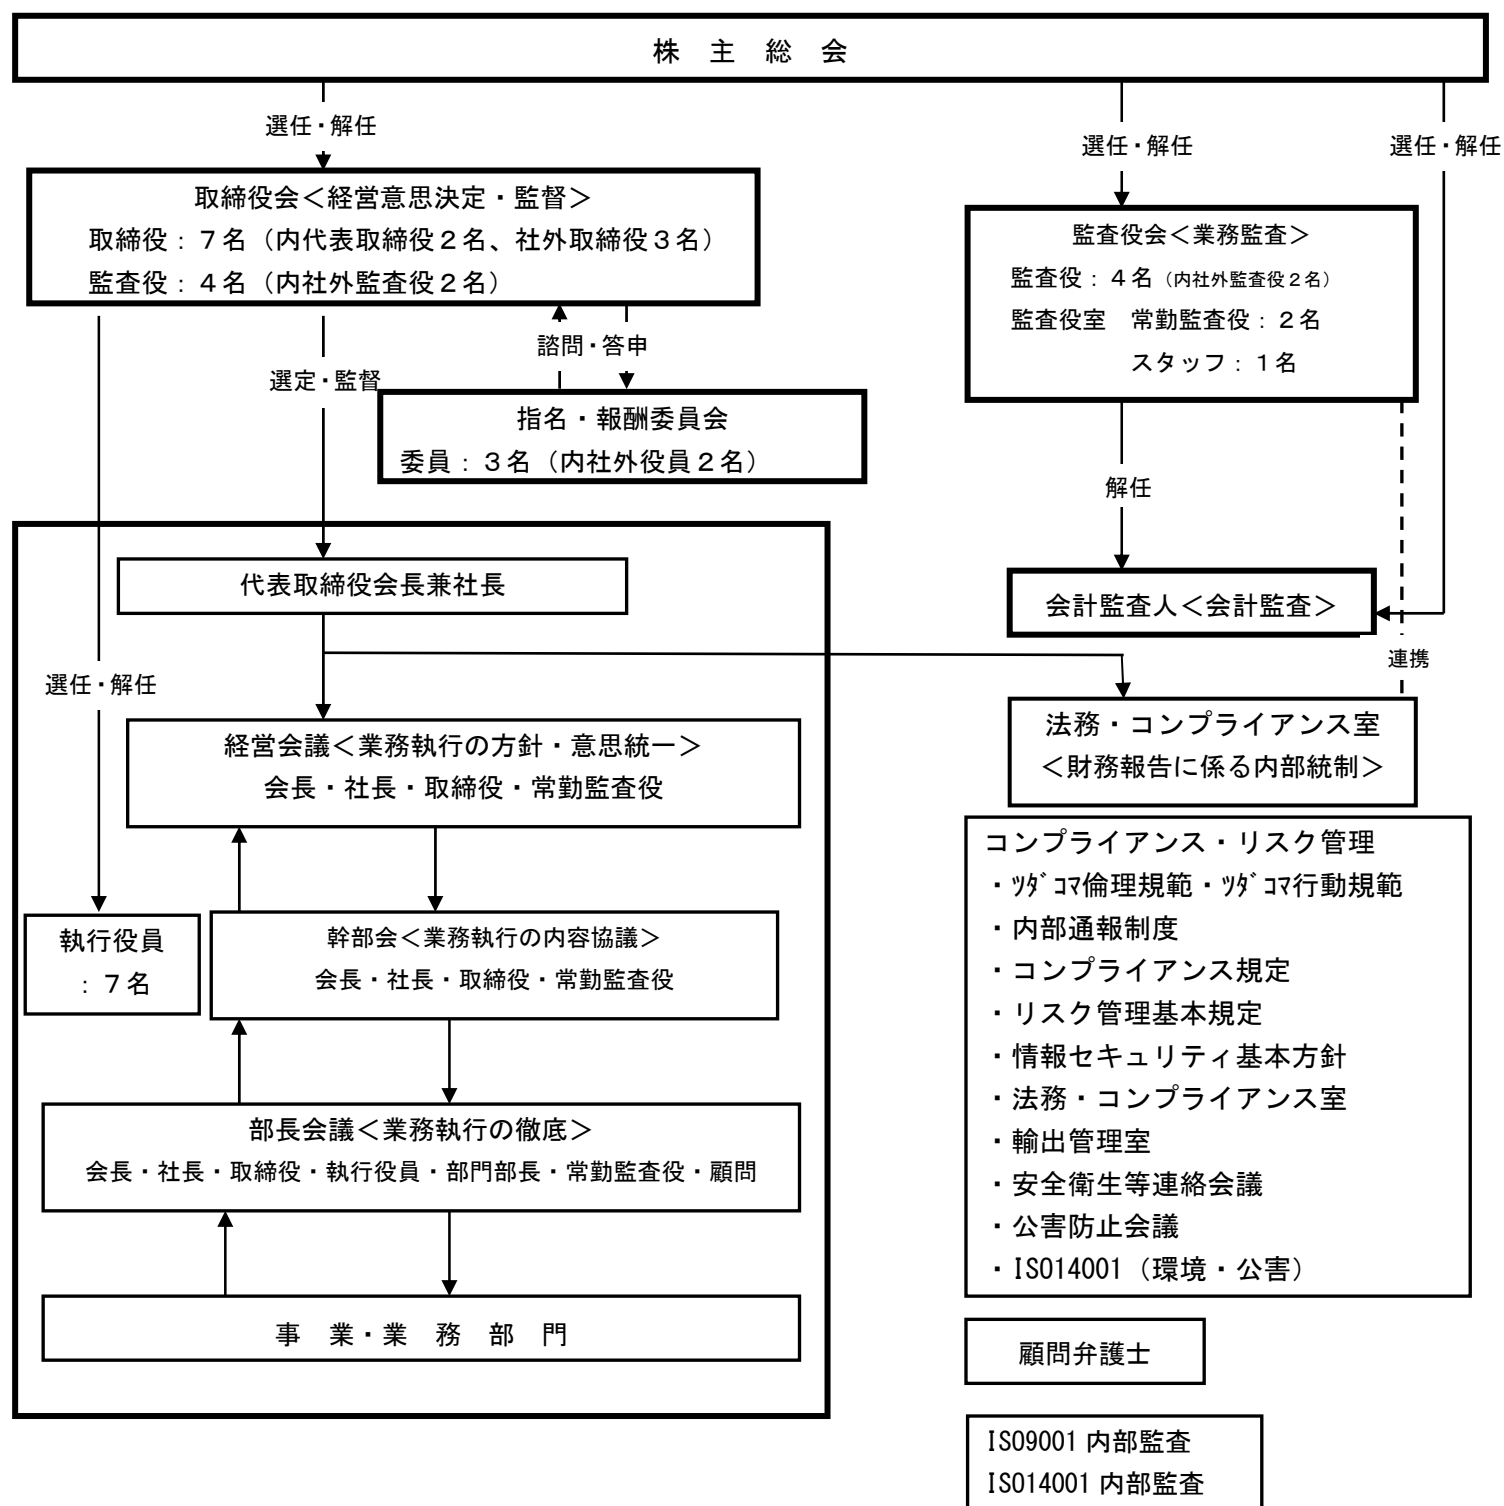 株　主　総　会
選任・解任
選任・解任
選任・解任
取締役会＜経営意思決定・監督＞
取締役：７名（内代表取締役２名、社外取締役３名）
監査役：４名（内社外監査役２名）
監査役会＜業務監査＞
監査役：４名（内社外監査役２名）
監査役室　常勤監査役：２名
スタッフ：１名
諮問・答申
選定・監督
指名・報酬委員会
委員：３名（内社外役員２名）
解任
代表取締役会長兼社長
会計監査人＜会計監査＞
連携
選任・解任
法務・コンプライアンス室
＜財務報告に係る内部統制＞
経営会議＜業務執行の方針・意思統一＞
会長・社長・取締役・常勤監査役
執行役員
：７名
幹部会＜業務執行の内容協議＞
会長・社長・取締役・常勤監査役
部長会議＜業務執行の徹底＞
会長・社長・取締役・執行役員・部門部長・常勤監査役・顧問
事　業・業　務　部　門
コンプライアンス・リスク管理
・ﾂﾀﾞｺﾏ倫理規範・ﾂﾀﾞｺﾏ行動規範
・内部通報制度
・コンプライアンス規定
・リスク管理基本規定
・情報セキュリティ基本方針
・法務・コンプライアンス室
・輸出管理室
・安全衛生等連絡会議
・公害防止会議
・ISO14001（環境・公害）
顧問弁護士
ISO9001 内部監査
ISO14001 内部監査